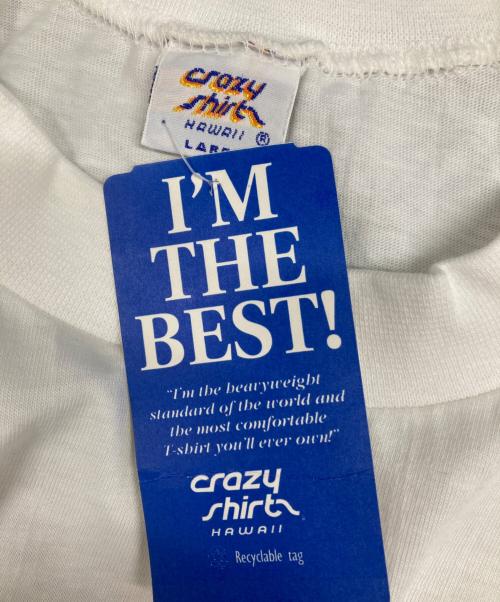 crazy
shirts
HAWAII ®
I'M
THE
BEST!
"I'm the heavyweight
standard of the world and
the most comfortable
T-shirt you'll ever own!"
crazy
shirts
HAWAII
Recyclable tag